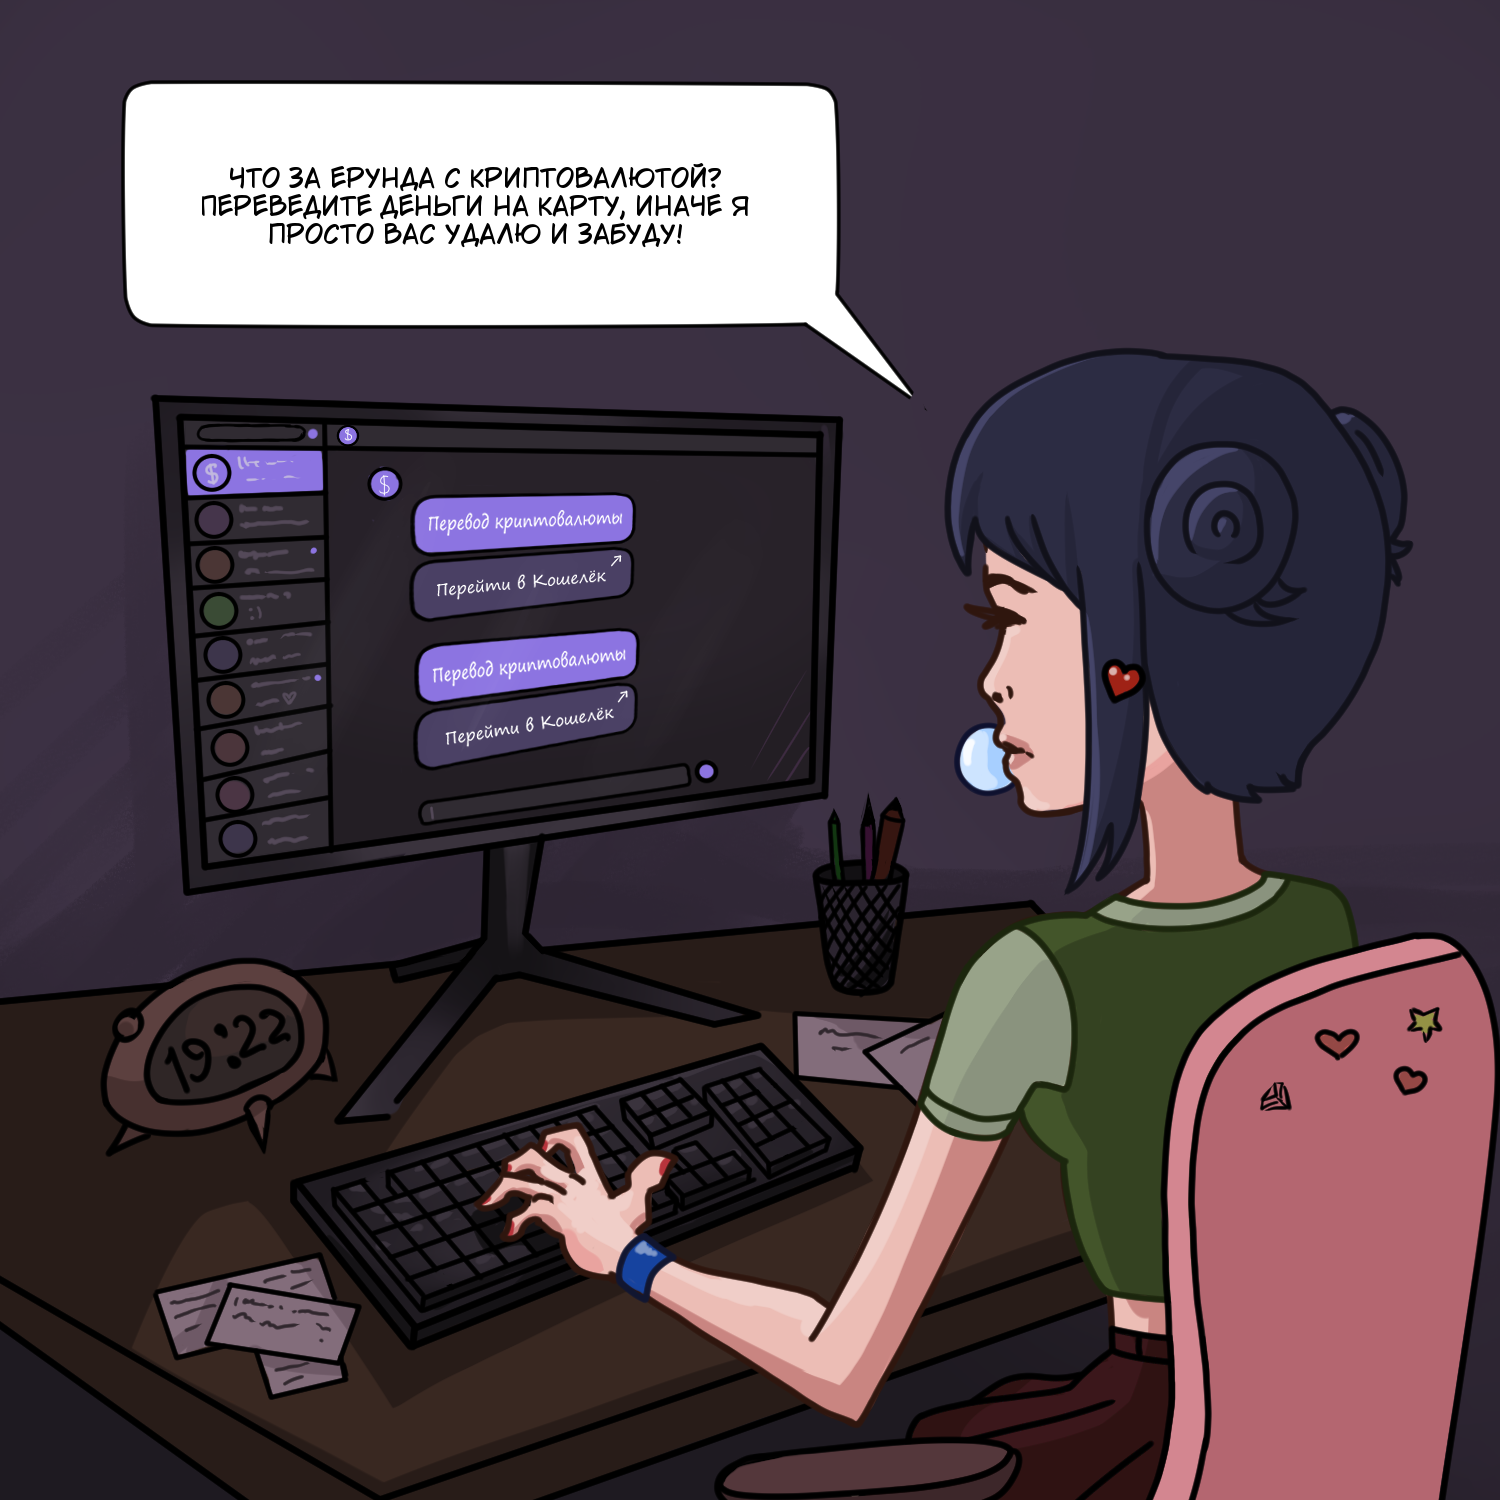 ЧТО ЗА ЕРУНДА С КРИПТОВАЛЮТОЙ?
ПЕРЕВЕДИТЕ ДЕНЬГИ НА КАРТУ, ИНАЧЕ Я
ПРОСТО ВАС УДАЛЮ И ЗАБУДУ!
$
$
$
Перевод криптовалюты
Перейти в Кошелёк
:)
Перевод криптовалюты
Перейти в Кошелёк
19:22